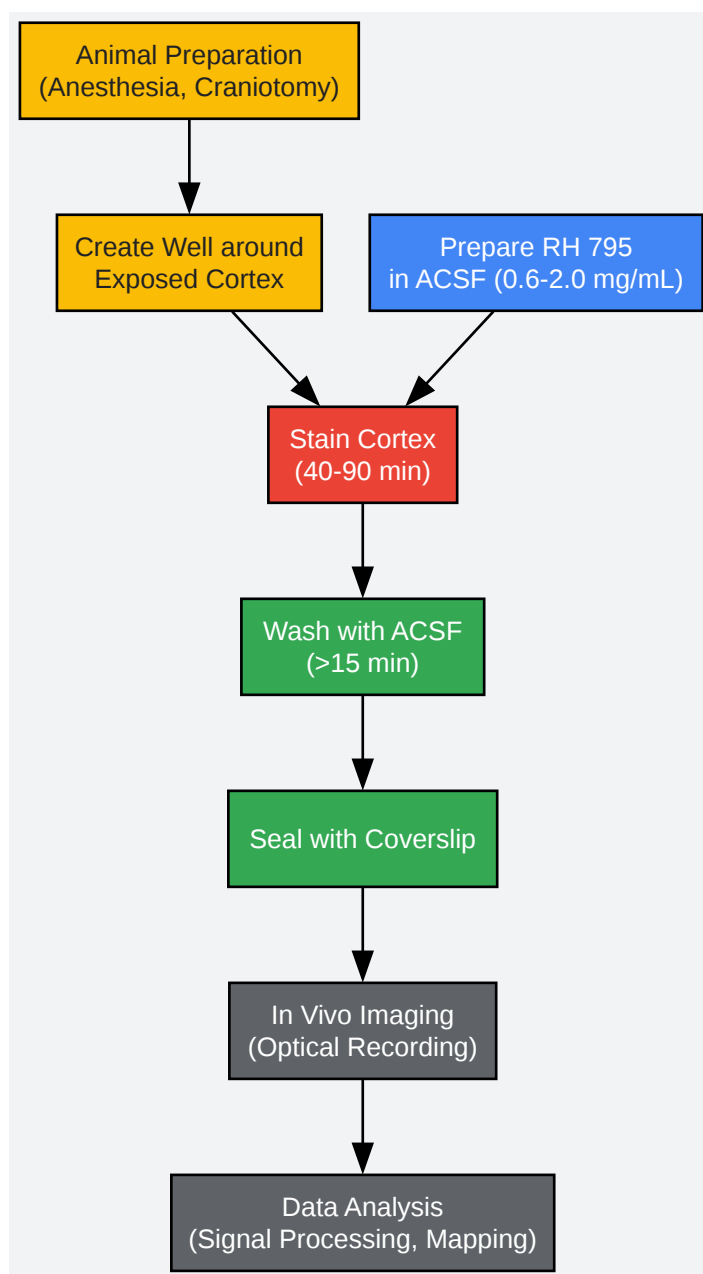 Animal Preparation
(Anesthesia, Craniotomy)
Create Well around
Exposed Cortex
Prepare RH 795
in ACSF (0.6-2.0 mg/mL)
Stain Cortex
(40-90 min)
Wash with ACSF
(>15 min)
Seal with Coverslip
In Vivo Imaging
(Optical Recording)
Data Analysis
(Signal Processing, Mapping)